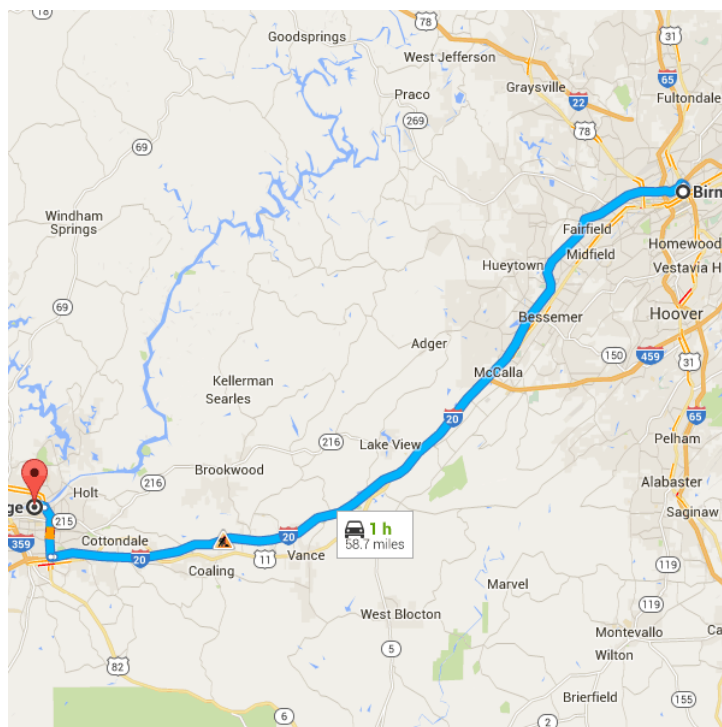 18
78
31
Goodsprings
West Jefferson
65
Graysville
Fultondale
Praco
22
269
78
69
Birm
Windham
Springs
Fairfield
Homewood
Midfield
Vestavia H
Hueytown
69
Hoover
Bessemer
150
459
Adger
31
McCalla
Kellerman
Searles
20
65
216
Lake View
Pelham
Brookwood
Holt
216
Alabaster
ge
215
1 h
58.7 miles
Saginaw
359
Cottondale
20
20
11
Vance
Coaling
Marvel
119
West Blocton
119
Montevallo
Ca
5
Wilton
82
155
Brierfield
6
2